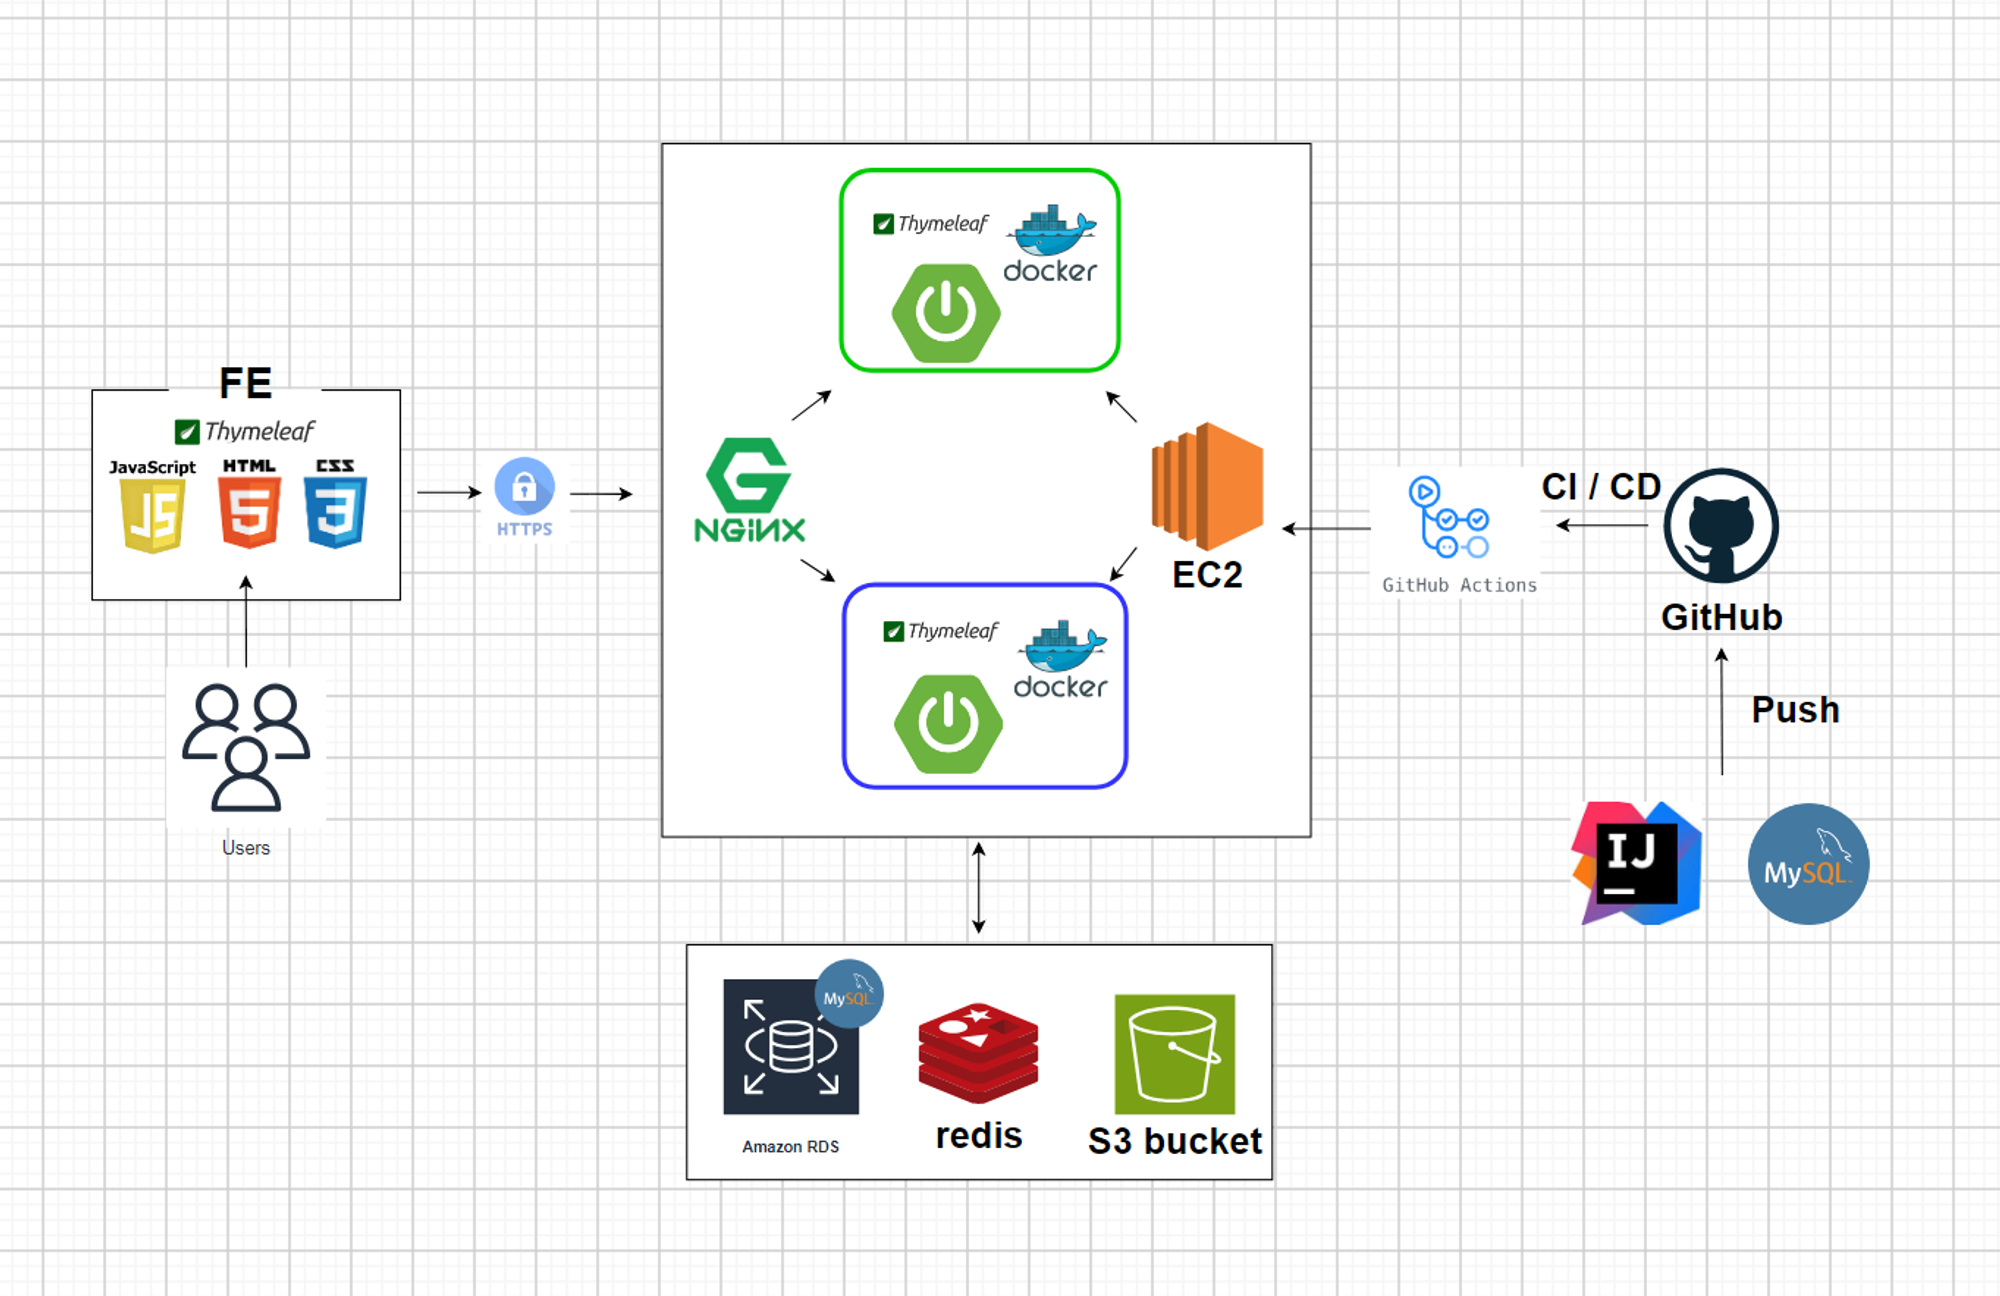 Thymeleaf
docker
FE
Thymeleaf
JavaScript
HTML
CSS
JS
5
3
HTTPS
NGiNX
EC2
GitHub Actions
CI / CD
GitHub
Push
Thymeleaf
docker
Users
IJ
MySQL
MySQL
Amazon RDS
redis
S3 bucket